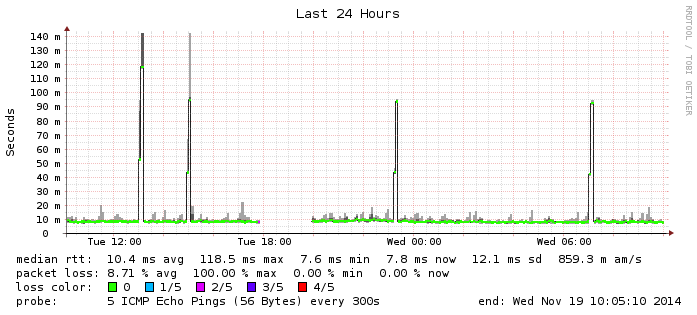 Last 24 Hours
RRDTOOL / TOBI OETIKER
Seconds
140 m
130 m
120 m
110 m
100 m
90 m
80 m
70 m
60 m
50 m
40 m
30 m
20 m
10 m
0
Tue 12:00 Tue 18:00 Wed 00:00 Wed 06:00
median rtt: 10.4 ms avg 118.5 ms max 7.6 ms min 7.8 ms now 12.1 ms sd 859.3 m am/s
packet loss: 8.71 % avg 100.00 % max 0.00 % min 0.00 % now
loss color: 0 1/5 2/5 3/5 4/5
probe: 5 ICMP Echo Pings (56 Bytes) every 300s end: Wed Nov 19 10:05:10 2014